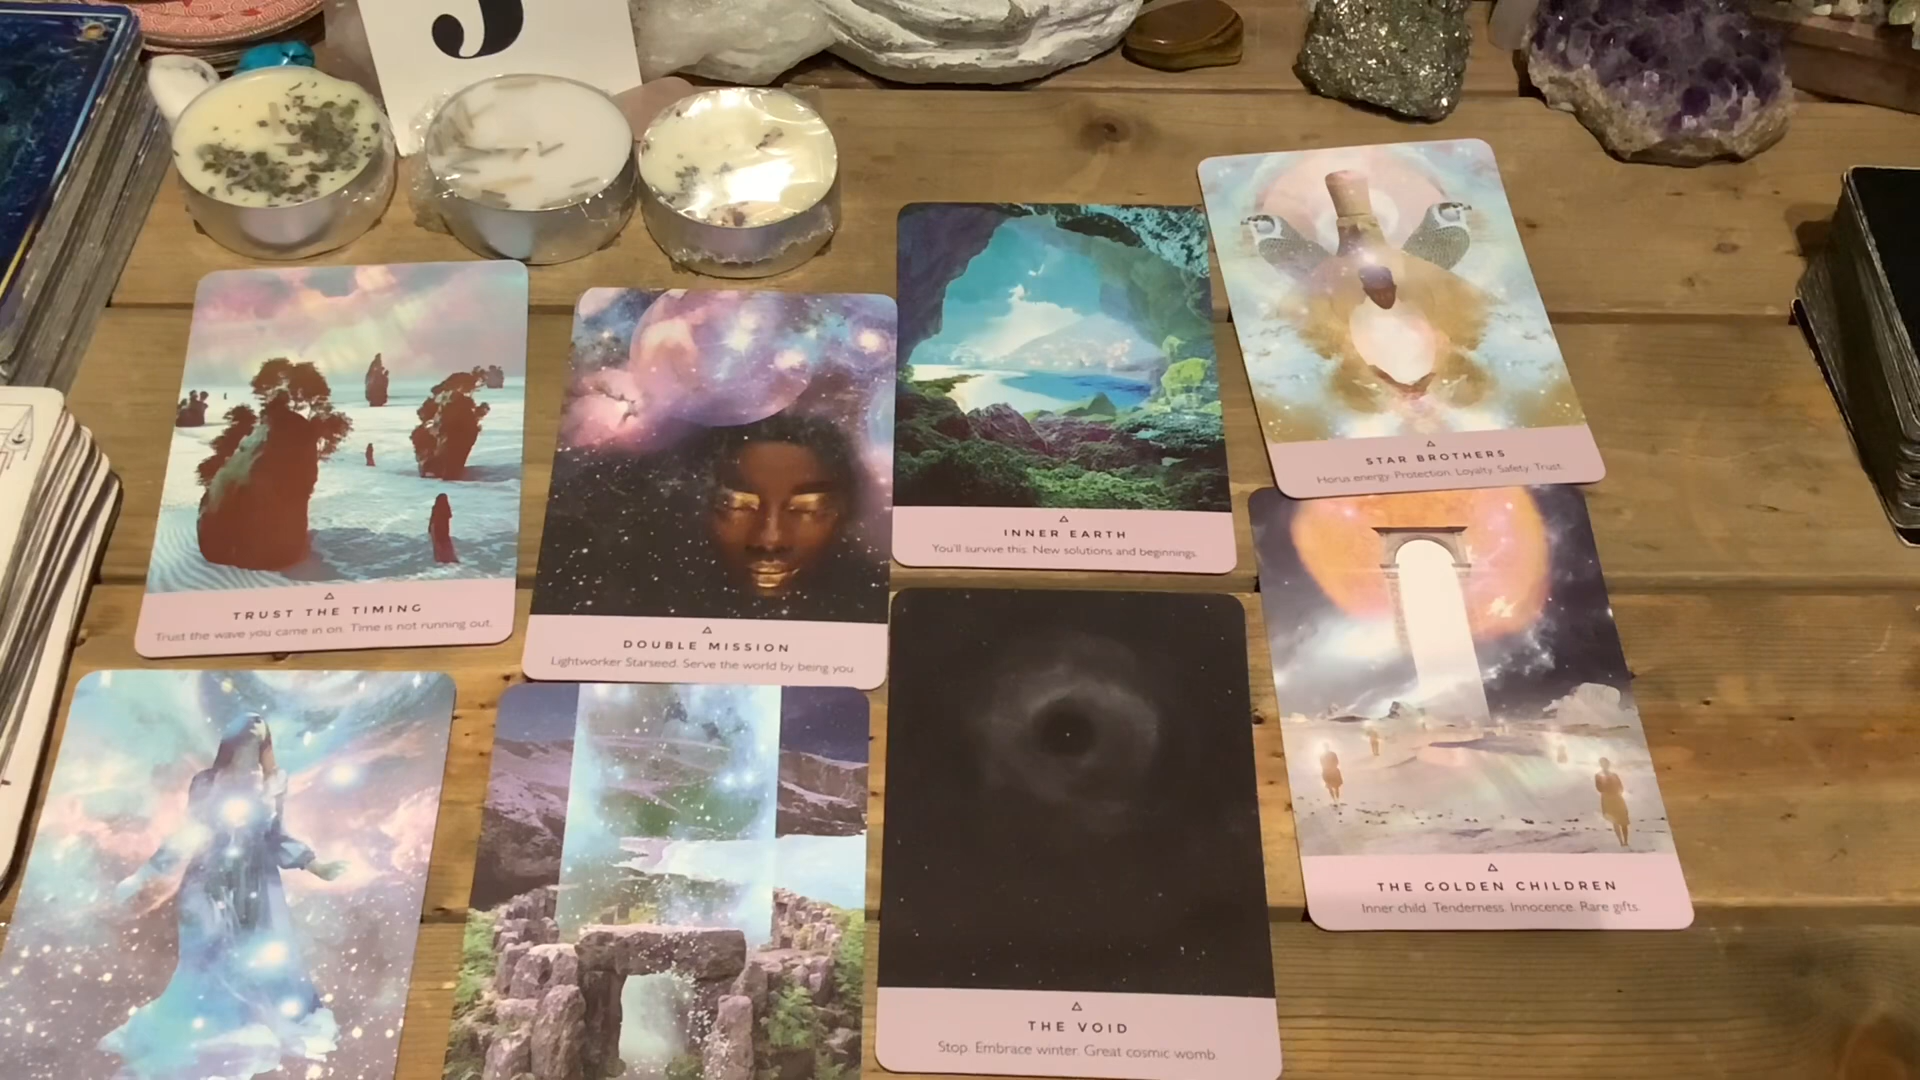 3
STAR BROTHERS
Horus energy. Protection. Loyalty. Safety. Trust.
INNER EARTH
You'll survive this. New solutions and beginnings.
TRUST THE TIMING
Trust the wave you came in on. Time is not running out.
DOUBLE MISSION
Lightworker Starseed. Serve the world by being you.
THE GOLDEN CHILDREN
Inner child. Tenderness. Innocence. Rare gifts.
THE VOID
Stop. Embrace winter. Great cosmic womb.